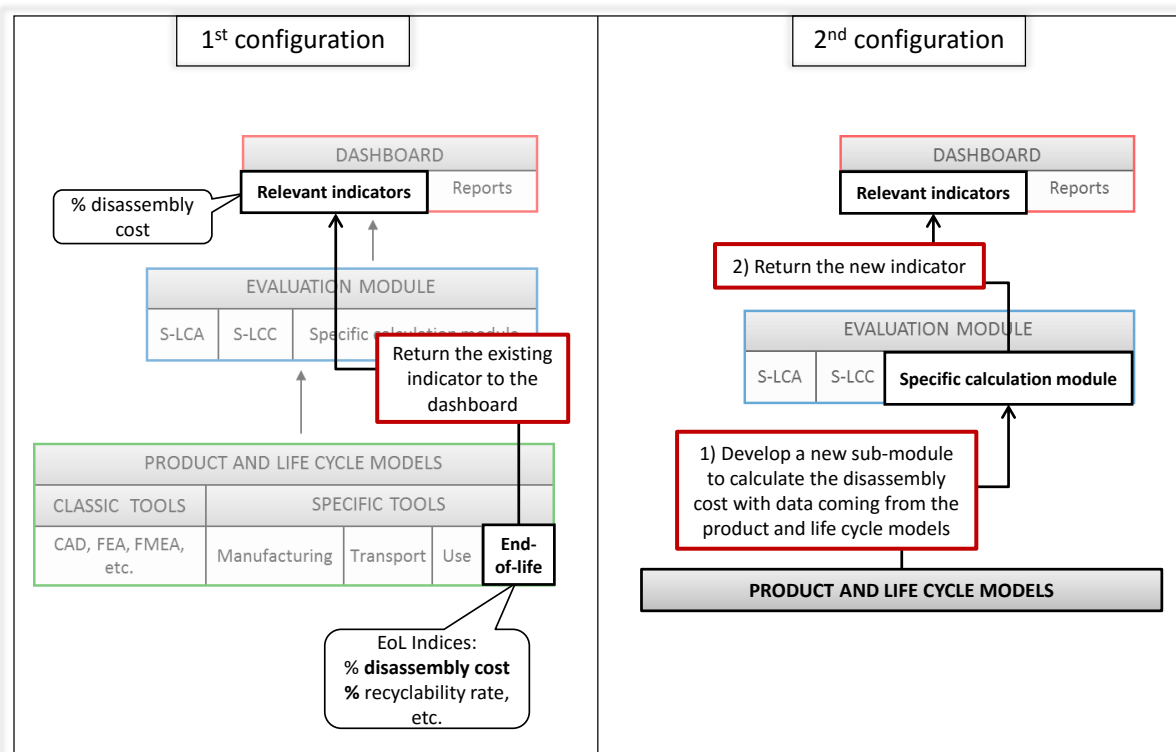 1st configuration
DASHBOARD
Relevant indicators
Reports
% disassembly
cost
EVALUATION MODULE
S-LCA
S-LCC
Specific calculation module
Return the existing
indicator to the
dashboard
PRODUCT AND LIFE CYCLE MODELS
CLASSIC TOOLS
SPECIFIC TOOLS
CAD, FEA, FMEA,
etc.
Manufacturing
Transport
Use
End-
of-life
EoL Indices:
% disassembly cost
% recyclability rate,
etc.
2nd configuration
DASHBOARD
Relevant indicators
Reports
2) Return the new indicator
EVALUATION MODULE
S-LCA
S-LCC
Specific calculation module
1) Develop a new sub-module
to calculate the disassembly
cost with data coming from the
product and life cycle models
PRODUCT AND LIFE CYCLE MODELS